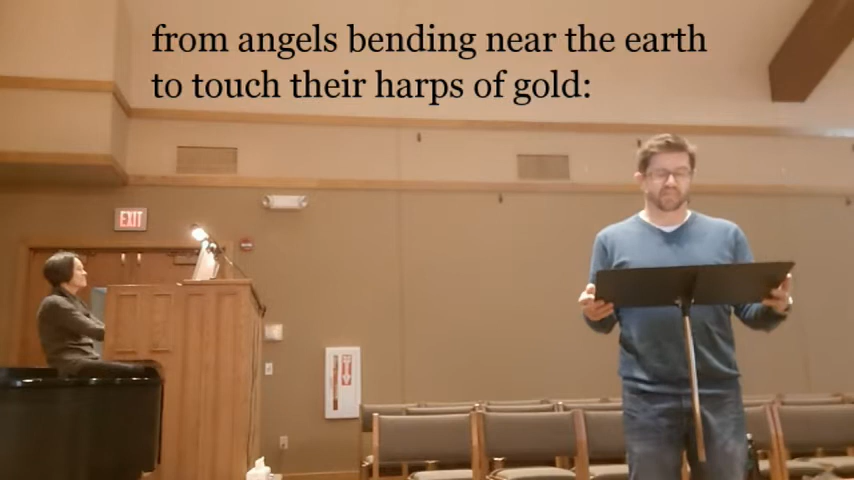 from angels bending near the earth
to touch their harps of gold:
EXIT